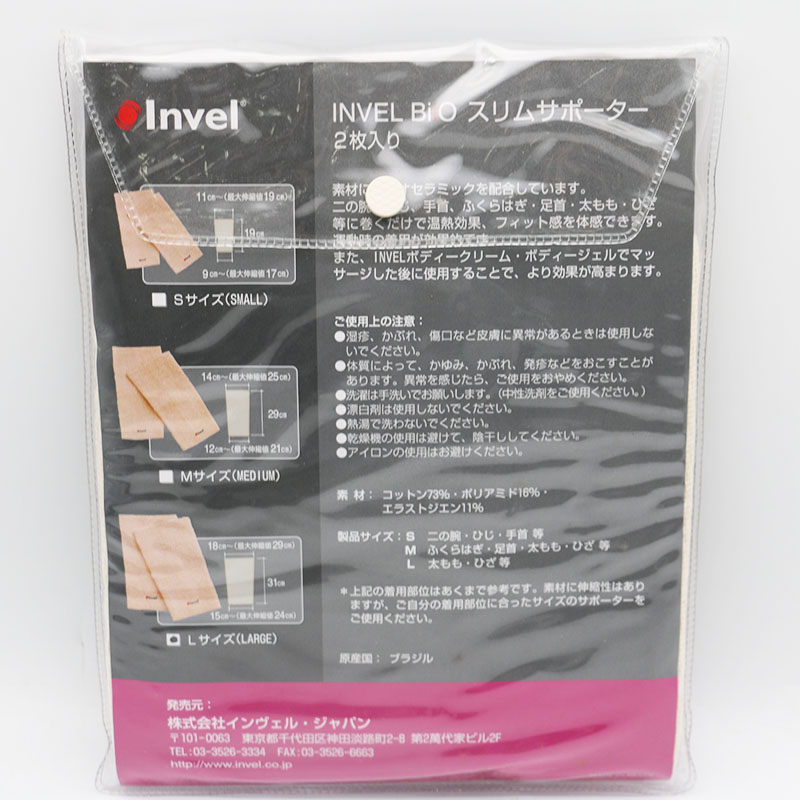 Invel®
INVEL Bi O スリムサポーター
2枚入り
素材に セラミックを配合しています。
二の腕、ひじ、手首、ふくらはぎ・足首・太もも・ひざ
等に巻くだけで温熱効果、フィット感を体感できます。
運動時の着用が効果的です。
また、INVELボディークリーム・ボディージェルでマッ
サージした後に使用することで、より効果が高まります。
11cm~(最大伸縮値19cm)
19cm
9cm~(最大伸縮値17cm)
Sサイズ(SMALL)
14cm~(最大伸縮値25cm)
29cm
12cm~(最大伸縮値21cm)
Mサイズ(MEDIUM)
18cm~(最大伸縮値29cm)
31cm
15cm~(最大伸縮値24cm)
Lサイズ(LARGE)
ご使用上の注意:
●湿疹、かぶれ、傷口など皮膚に異常があるときは使用しな
いでください。
●体質によって、かゆみ、かぶれ、発疹などをおこすことが
あります。異常を感じたら、ご使用をおやめください。
●洗濯は手洗いでお願いします。(中性洗剤をご使用ください。)
●漂白剤は使用しないでください。
●熱湯で洗わないでください。
●乾燥機の使用は避けて、陰干ししてください。
●アイロンの使用はお避けください。
素 材: コットン73%・ポリアミド16%・
エラストジエン11%
製品サイズ: S 二の腕・ひじ・手首 等
M ふくらはぎ・足首・太もも・ひざ 等
L 太もも・ひざ 等
*上記の着用部位はあくまで参考です。素材に伸縮性はあり
ますが、ご自分の着用部位に合ったサイズのサポーターを
ご使用ください。
原産国: ブラジル
発売元:
株式会社インヴェル・ジャパン
〒101-0063 東京都千代田区神田淡路町2-8 第2萬代家ビル2F
TEL:03-3526-3334 FAX:03-3526-6663
http://www.invel.co.jp